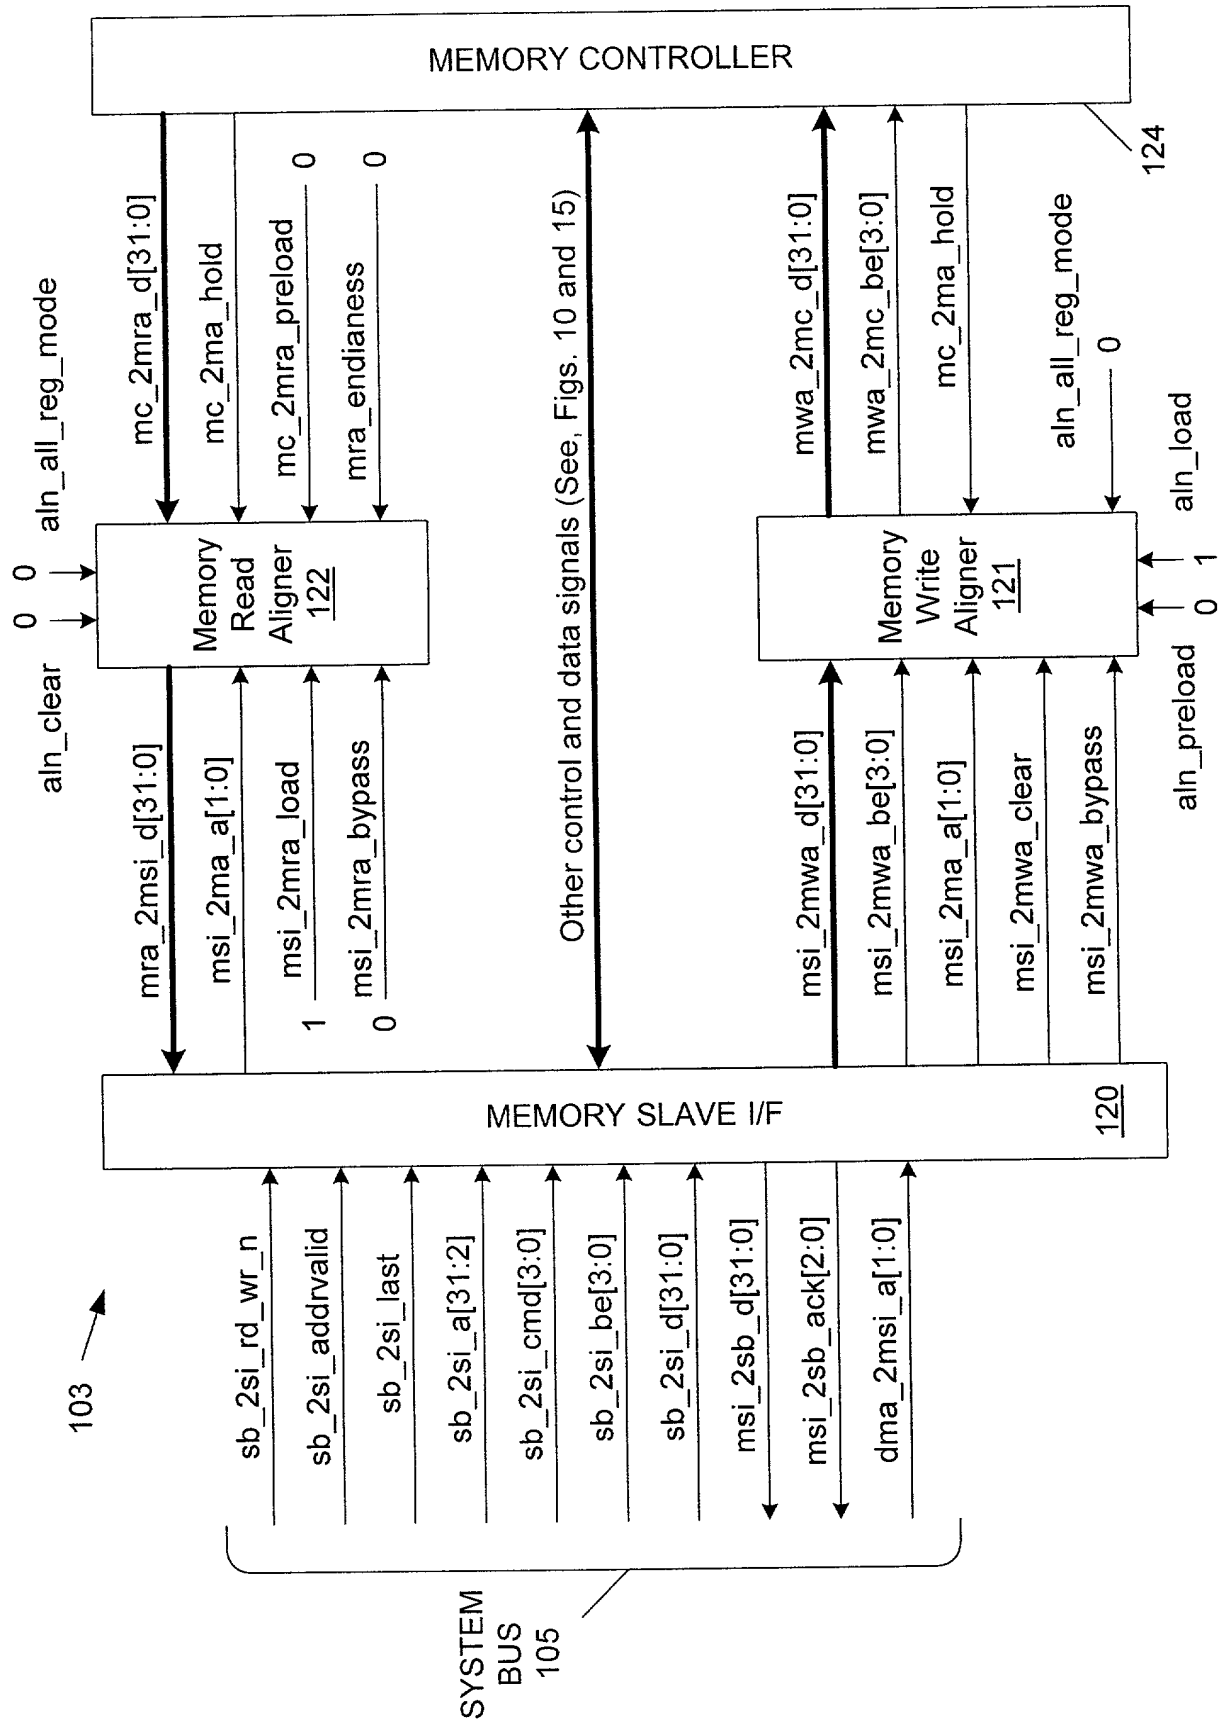 103
SYSTEM
BUS
105
sb_2si_rd_wr_n
sb_2si_addrvalid
sb_2si_last
sb_2si_a[31:2]
sb_2si_cmd[3:0]
sb_2si_be[3:0]
sb_2si_d[31:0]
msi_2sb_d[31:0]
msi_2sb_ack[2:0]
dma_2msi_a[1:0]
MEMORY SLAVE I/F
120
mra_2msi_d[31:0]
msi_2ma_a[1:0]
1
msi_2mra_load
0
msi_2mra_bypass
aln_clear
0
0
aln_all_reg_mode
Memory
Read
Aligner
122
mc_2mra_d[31:0]
mc_2ma_hold
mc_2mra_preload
0
mra_endianess
0
Other control and data signals (See, Figs. 10 and 15)
msi_2mwa_d[31:0]
msi_2mwa_be[3:0]
msi_2ma_a[1:0]
msi_2mwa_clear
msi_2mwa_bypass
Memory
Write
Aligner
121
aln_preload
0
1
aln_load
mwa_2mc_d[31:0]
mwa_2mc_be[3:0]
mc_2ma_hold
aln_all_reg_mode
0
MEMORY CONTROLLER
124